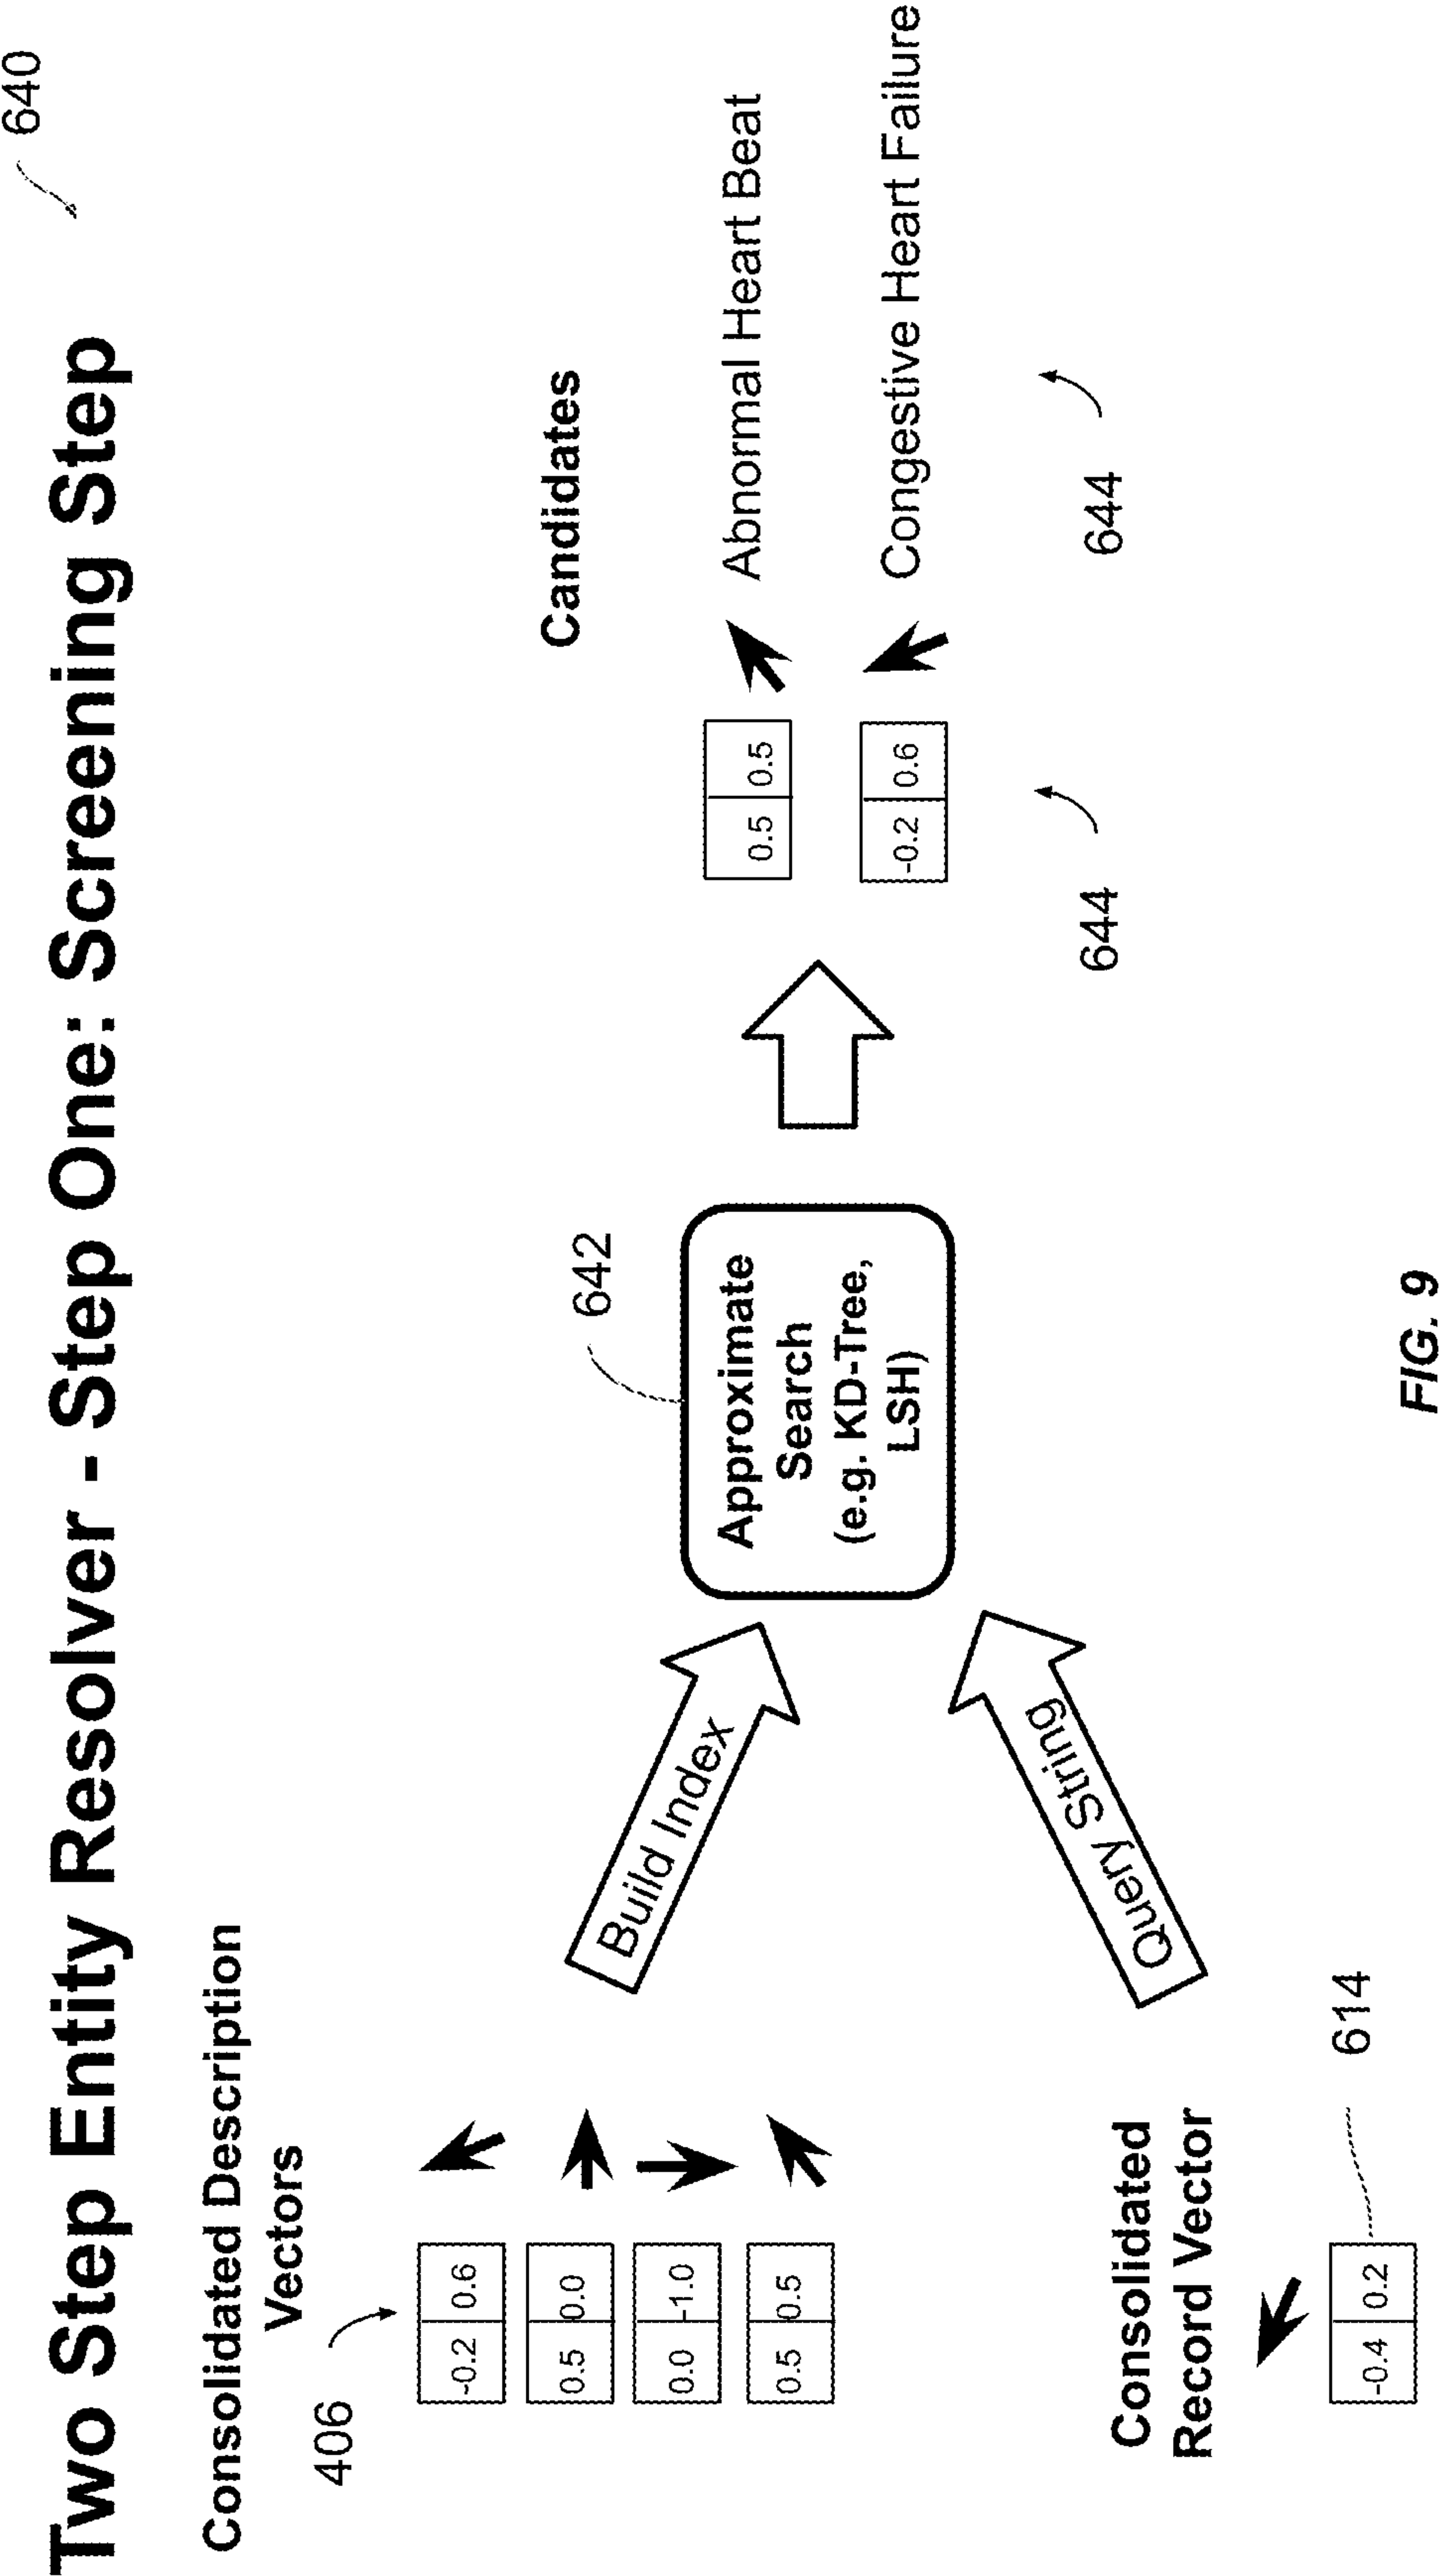 640
Two Step Entity Resolver - Step One: Screening Step
Consolidated Description
Vectors
406
-0.2 0.6
0.5 0.0
0.0 -1.0
0.5 0.5
Build Index
Consolidated
Record Vector
-0.4 0.2
614
Query String
642
Approximate
Search
(e.g. KD-Tree,
LSH)
Candidates
0.5 0.5
Abnormal Heart Beat
-0.2 0.6
Congestive Heart Failure
644
644
FIG. 9